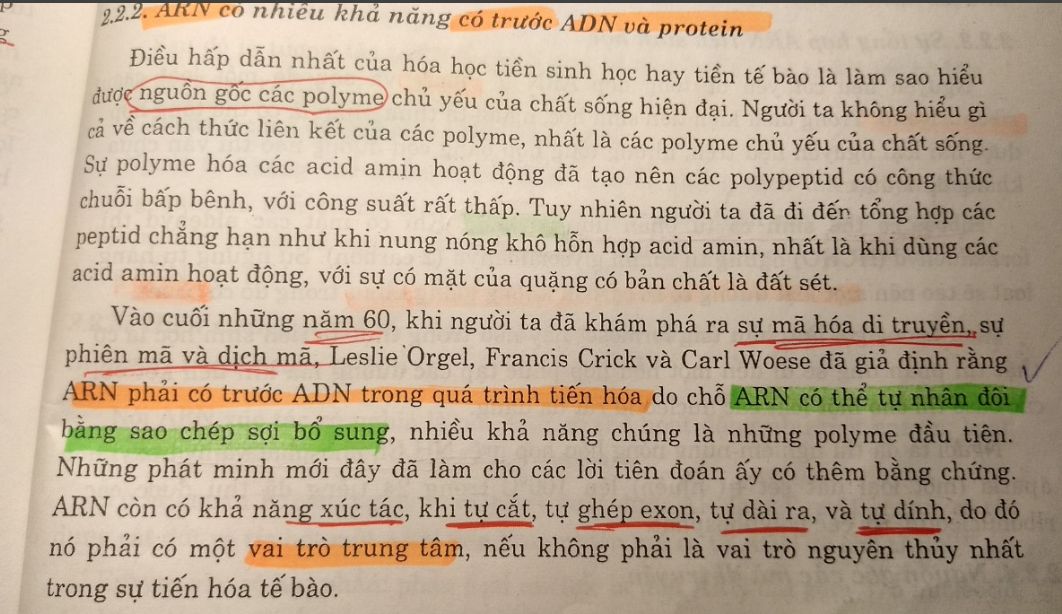 2.2.2. ARN có nhiều khả năng có trước ADN và protein
Điều hấp dẫn nhất của hóa học tiền sinh học hay tiền tế bào là làm sao hiểu
được nguồn gốc các polyme chủ yếu của chất sống hiện đại. Người ta không hiểu gì
cả về cách thức liên kết của các polyme, nhất là các polyme chủ yếu của chất sống.
Sự polyme hóa các acid amin hoạt động đã tạo nên các polypeptid có công thức
chuỗi bấp bênh, với công suất rất thấp. Tuy nhiên người ta đã đi đến tổng hợp các
peptid chẳng hạn như khi nung nóng khô hỗn hợp acid amin, nhất là khi dùng các
acid amin hoạt động, với sự có mặt của quặng có bản chất là đất sét.
Vào cuối những năm 60, khi người ta đã khám phá ra sự mã hóa di truyền, sự
phiên mã và dịch mã, Leslie Orgel, Francis Crick và Carl Woese đã giả định rằng
ARN phải có trước ADN trong quá trình tiến hóa do chỗ ARN có thể tự nhân đôi
bằng sao chép sợi bổ sung, nhiều khả năng chúng là những polyme đầu tiên.
Những phát minh mới đây đã làm cho các lời tiên đoán ấy có thêm bằng chứng.
ARN còn có khả năng xúc tác, khi tự cắt, tự ghép exon, tự dài ra, và tự dính, do đó
nó phải có một vai trò trung tâm, nếu không phải là vai trò nguyên thủy nhất
trong sự tiến hóa tế bào.